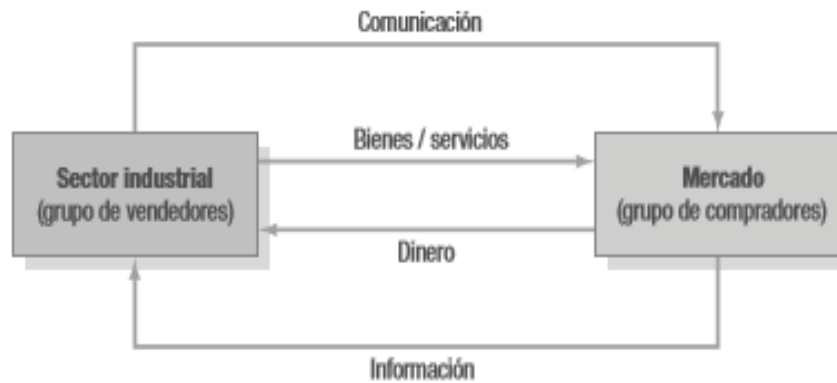 Comunicación
Bienes / servicios
Sector industrial
(grupo de vendedores)
Mercado
(grupo de compradores)
Dinero
Información